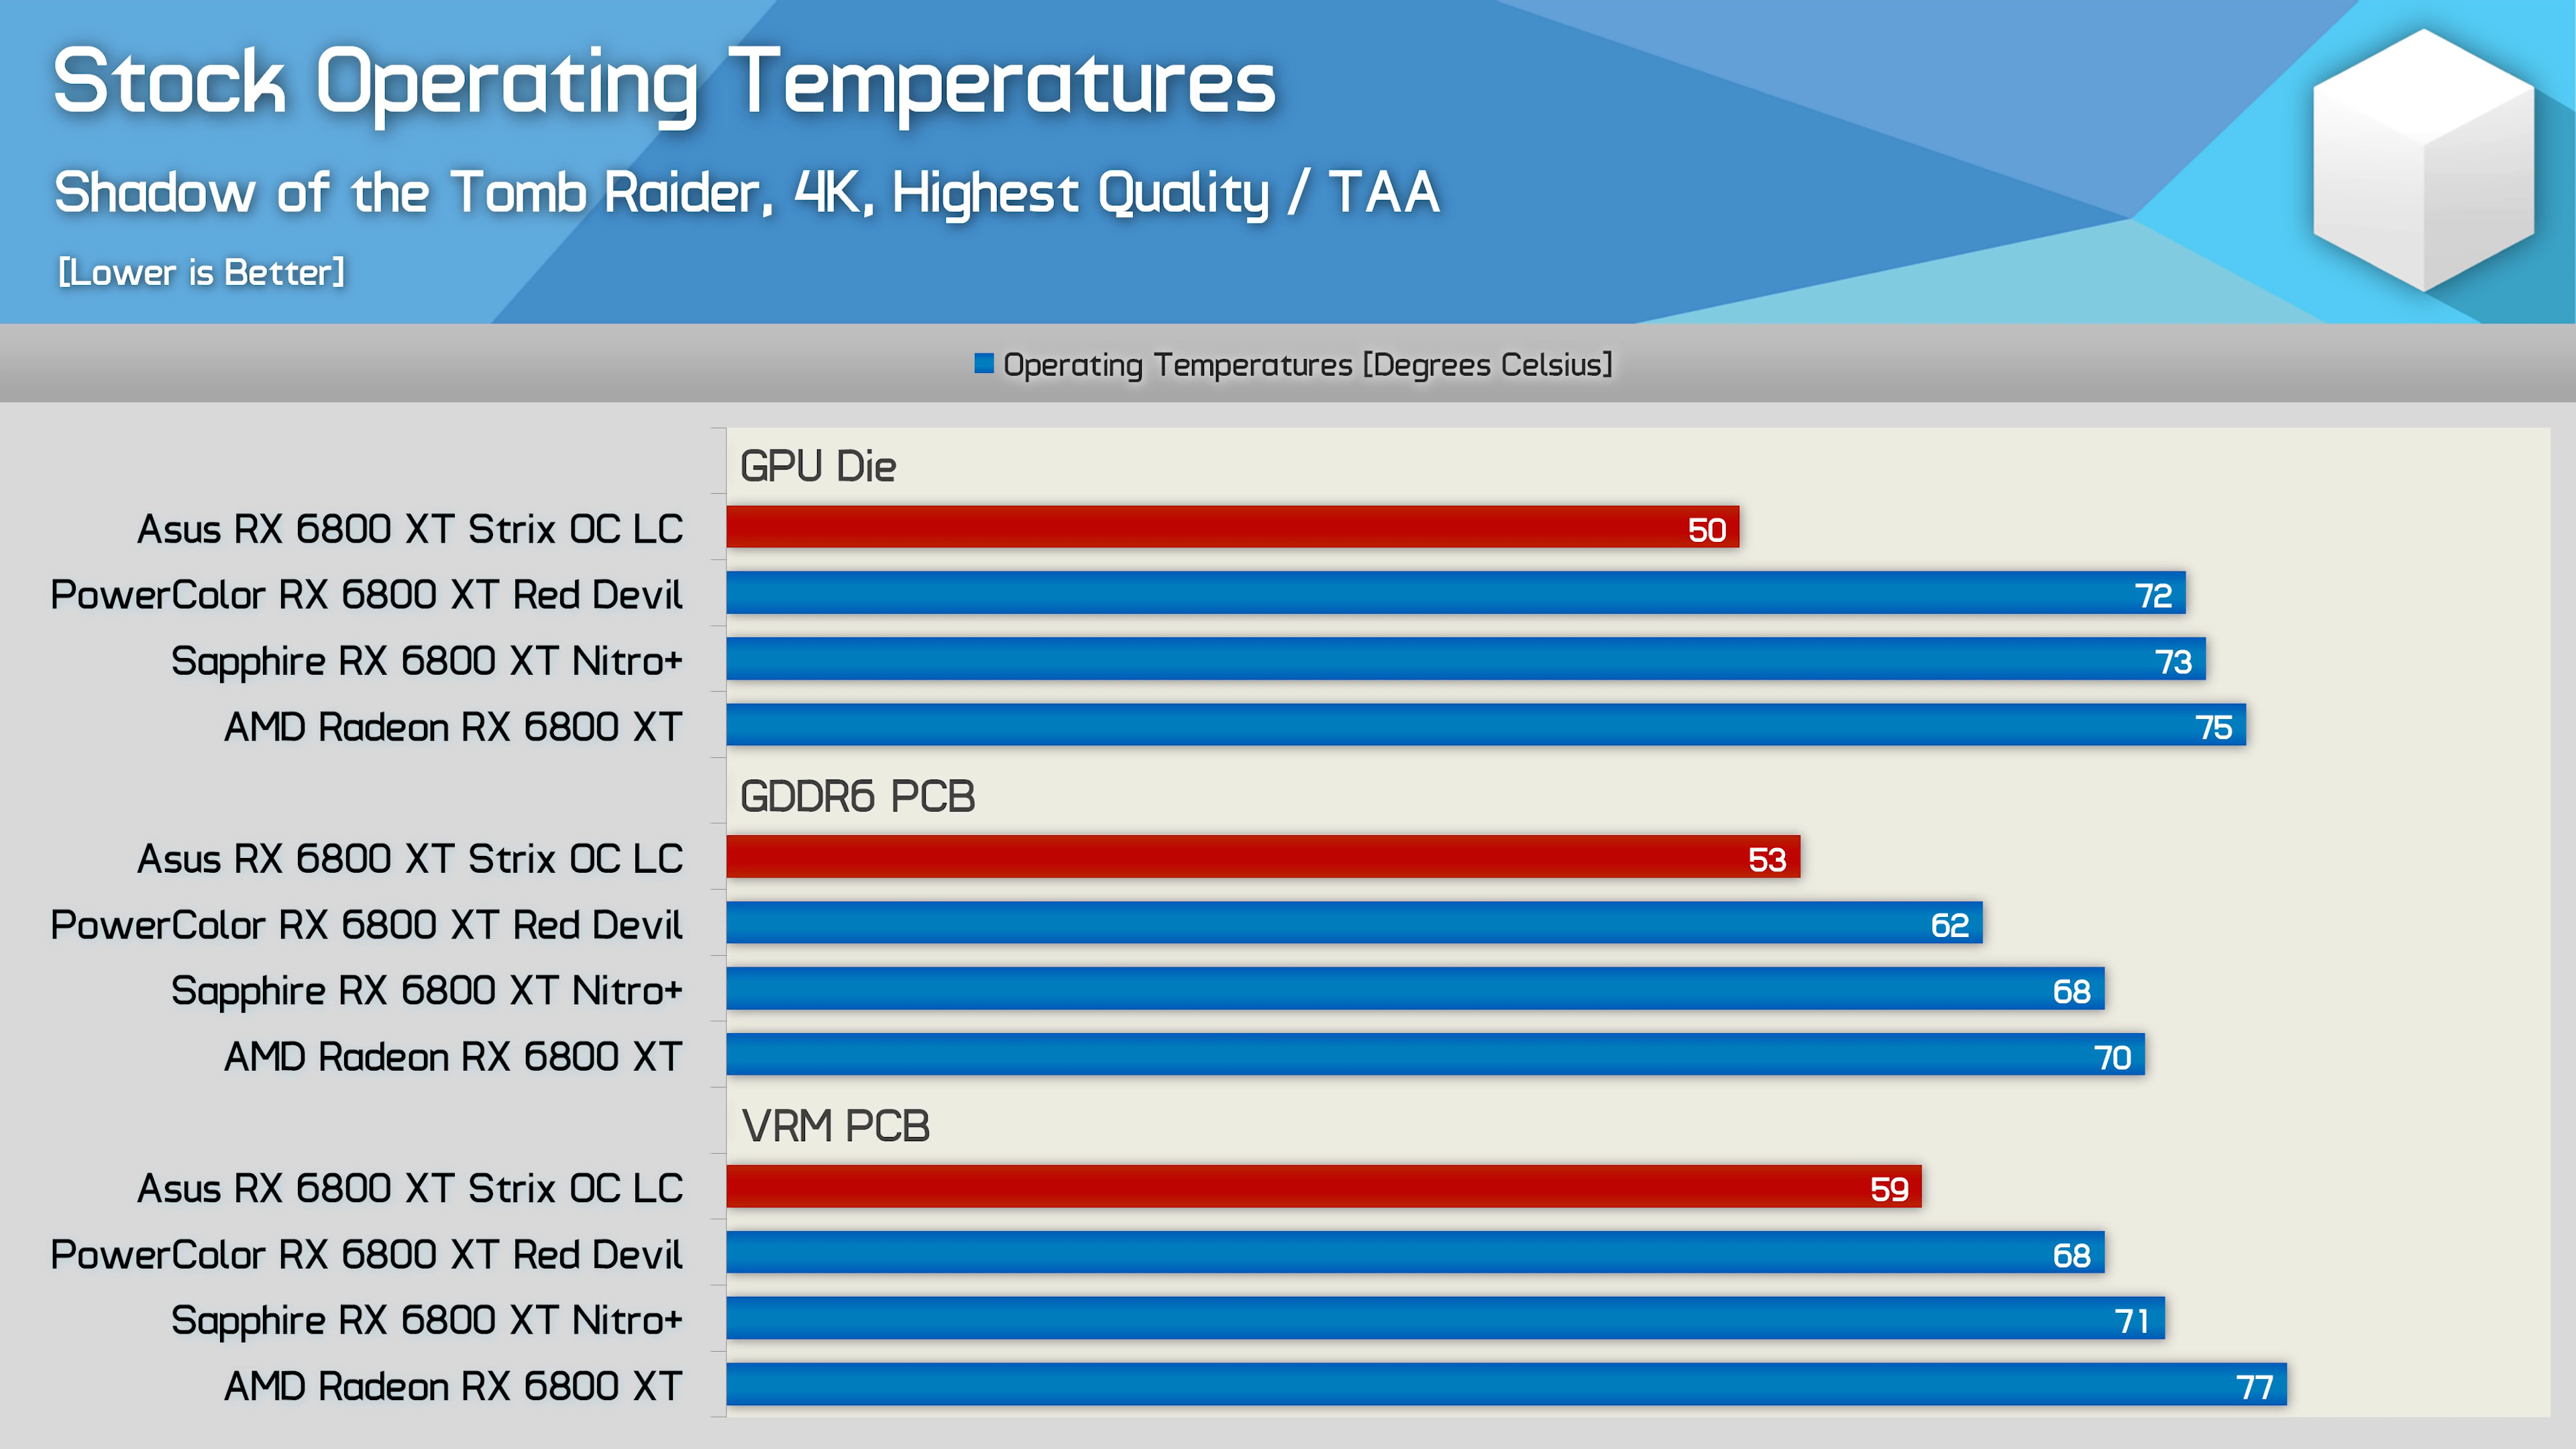 Stock Operating Temperatures
Shadow of the Tomb Raider, 4K, Highest Quality / TAA
[Lower is Better]
Operating Temperatures [Degrees Celsius]
GPU Die
Asus RX 6800 XT Strix OC LC 50
PowerColor RX 6800 XT Red Devil 72
Sapphire RX 6800 XT Nitro+ 73
AMD Radeon RX 6800 XT 75
GDDR6 PCB
Asus RX 6800 XT Strix OC LC 53
PowerColor RX 6800 XT Red Devil 62
Sapphire RX 6800 XT Nitro+ 68
AMD Radeon RX 6800 XT 70
VRM PCB
Asus RX 6800 XT Strix OC LC 59
PowerColor RX 6800 XT Red Devil 68
Sapphire RX 6800 XT Nitro+ 71
AMD Radeon RX 6800 XT 77